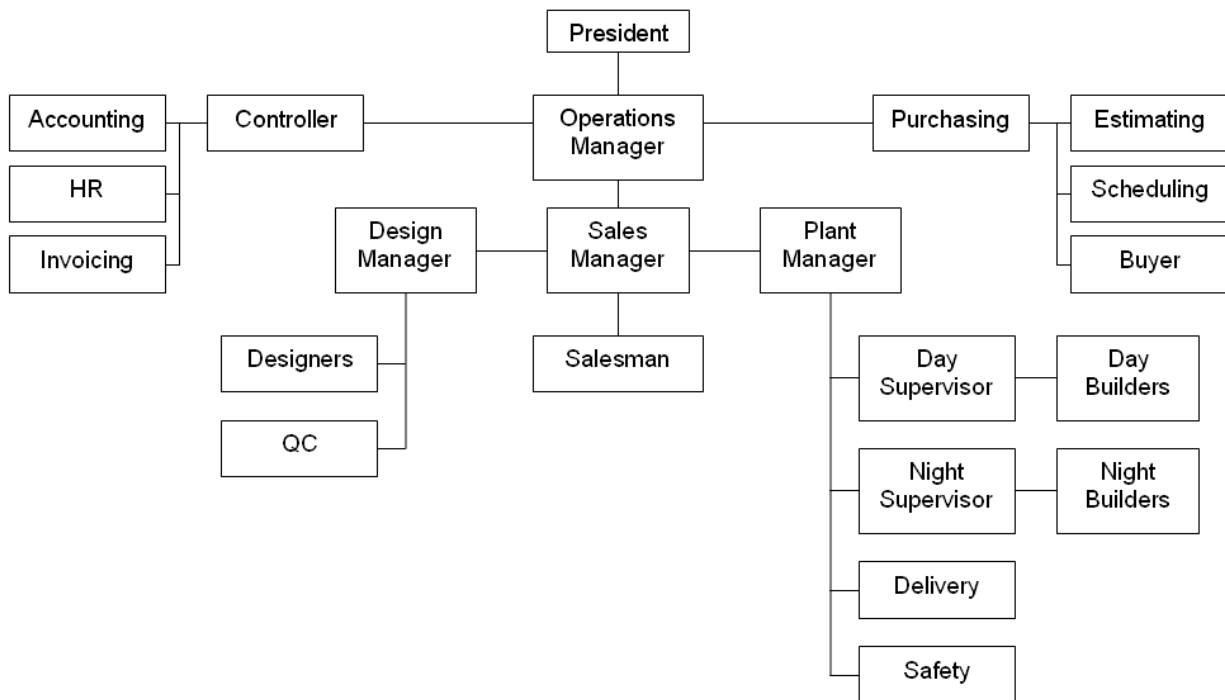 President
Accounting
Controller
Operations
Manager
Purchasing
Estimating
HR
Scheduling
Invoicing
Design
Manager
Sales
Manager
Plant
Manager
Buyer
Designers
Salesman
Day
Supervisor
Day
Builders
QC
Night
Supervisor
Night
Builders
Delivery
Safety